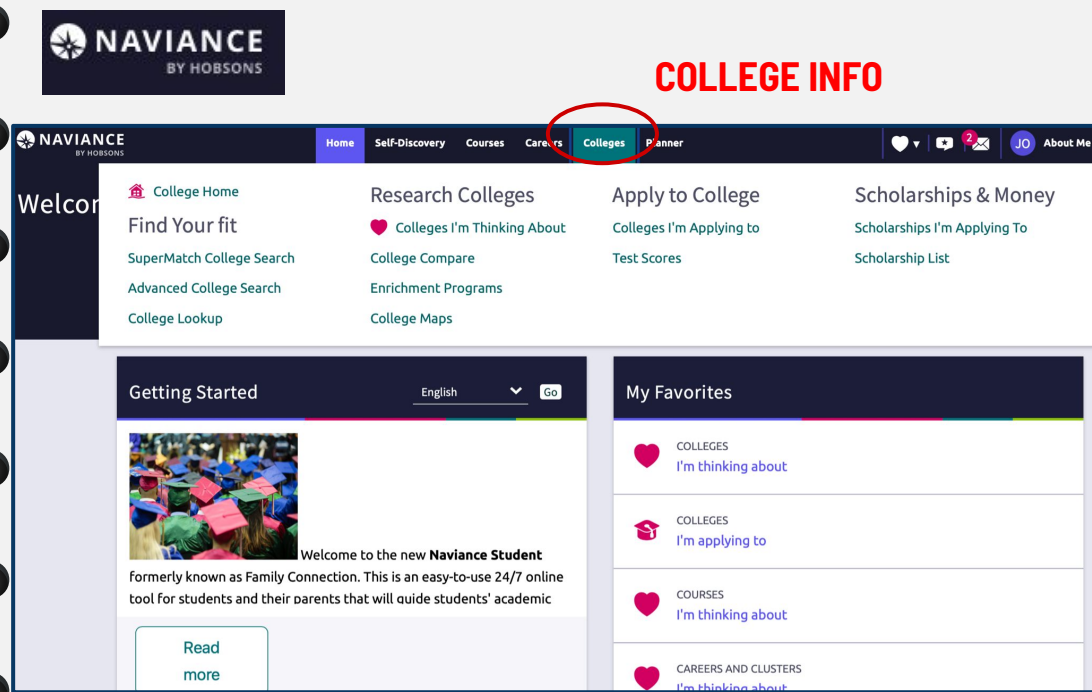 NAVIANCE
BY HOBSONS
COLLEGE INFO
NAVIANCE
BY HOBSONS
Home Self-Discovery Courses Careers Colleges Planner 2 JO About Me
College Home
Find Your fit
SuperMatch College Search
Advanced College Search
College Lookup
Research Colleges
Colleges I'm Thinking About
College Compare
Enrichment Programs
College Maps
Apply to College
Colleges I'm Applying to
Test Scores
Scholarships & Money
Scholarships I'm Applying To
Scholarship List
Welcor
Getting Started English Go
Welcome to the new Naviance Student
formerly known as Family Connection. This is an easy-to-use 24/7 online
tool for students and their parents that will guide students' academic
Read
more
My Favorites
COLLEGES
I'm thinking about
COLLEGES
I'm applying to
COURSES
I'm thinking about
CAREERS AND CLUSTERS
I'm thinking about